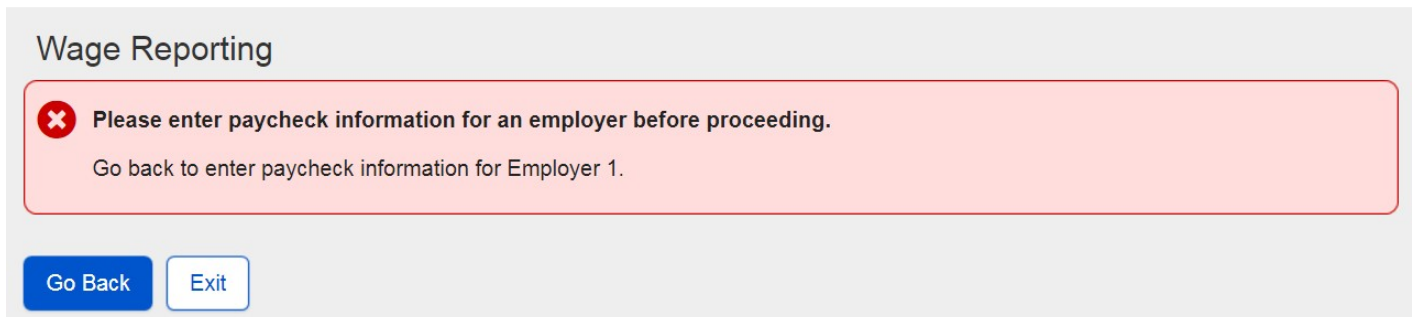 Wage Reporting
Please enter paycheck information for an employer before proceeding.
Go back to enter paycheck information for Employer 1.
Go Back Exit